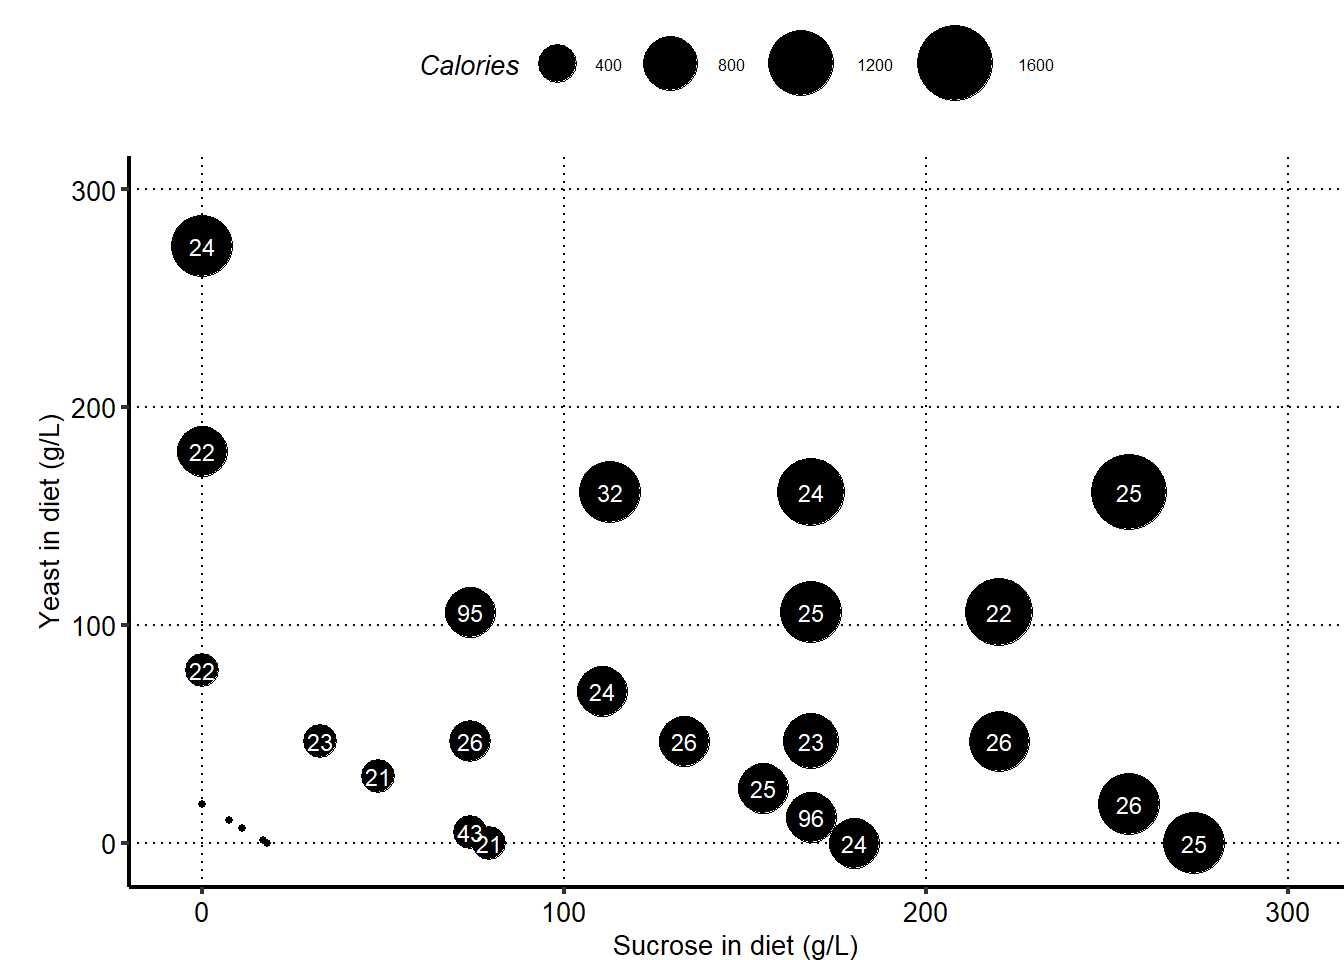 Calories 400 800 1200 1600
300
24
200
22
32 24 25
Yeast in diet (g/L)
95 25 22
100
22
24
23 26 26 23 26
21
25
26
96
43
0 21 24 25
0 100 200 300
Sucrose in diet (g/L)